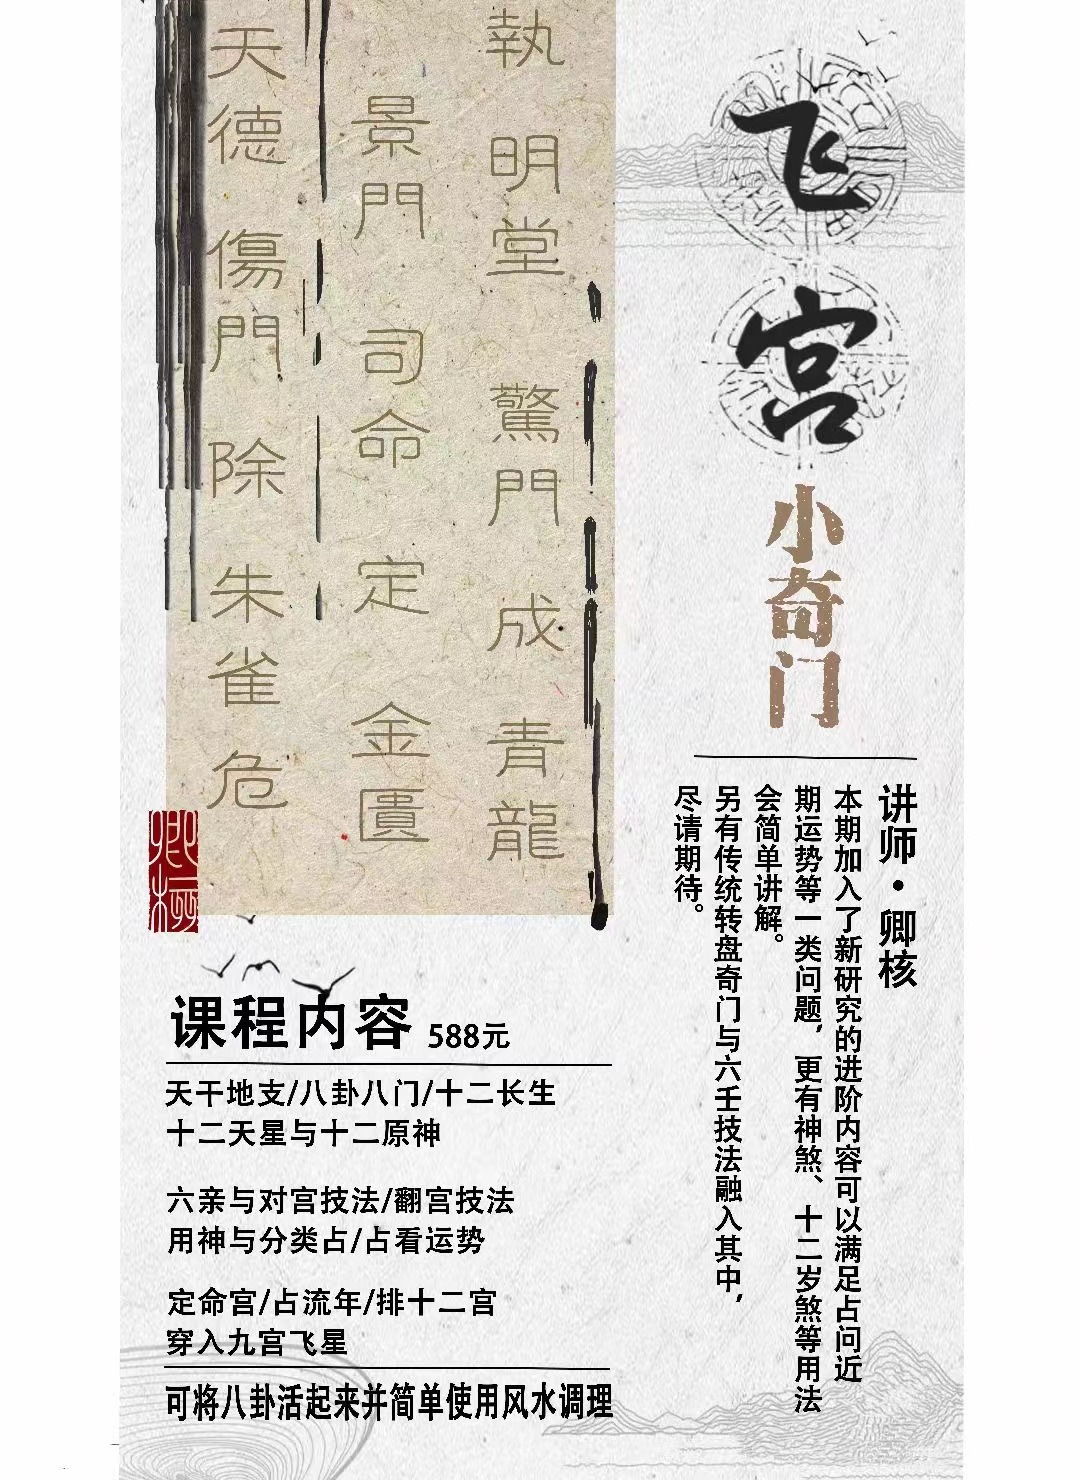 飞宫
小奇门
讲师·卿核
本期加入了新研究的进阶内容可以满足占问近
期运势等一类问题，更有神煞、十二岁煞等用法
会简单讲解。
另有传统转盘奇门与六壬技法融入其中，
尽请期待。
執 明堂 驚門 成 青龍
景門 司命 定 金匱
天德 傷門 除 朱雀 危
卿核
课程内容 588元
天干地支/八卦八门/十二长生
十二天星与十二原神
六亲与对宫技法/翻宫技法
用神与分类占/占看运势
定命宫/占流年/排十二宫
穿入九宫飞星
可将八卦活起来并简单使用风水调理